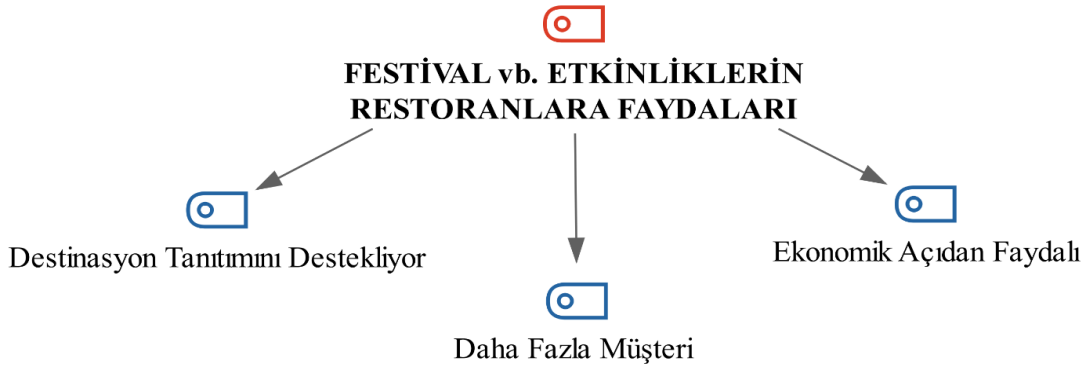 FESTİVAL vb. ETKİNLİKLERİN
RESTORANLARA FAYDALARI
Destinasyon Tanıtımını Destekliyor
Ekonomik Açıdan Faydalı
Daha Fazla Müşteri